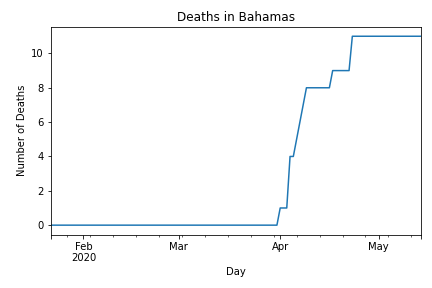 Deaths in Bahamas
Number of Deaths
10
8
6
4
2
0
Feb
2020
Mar
Apr
May
Day